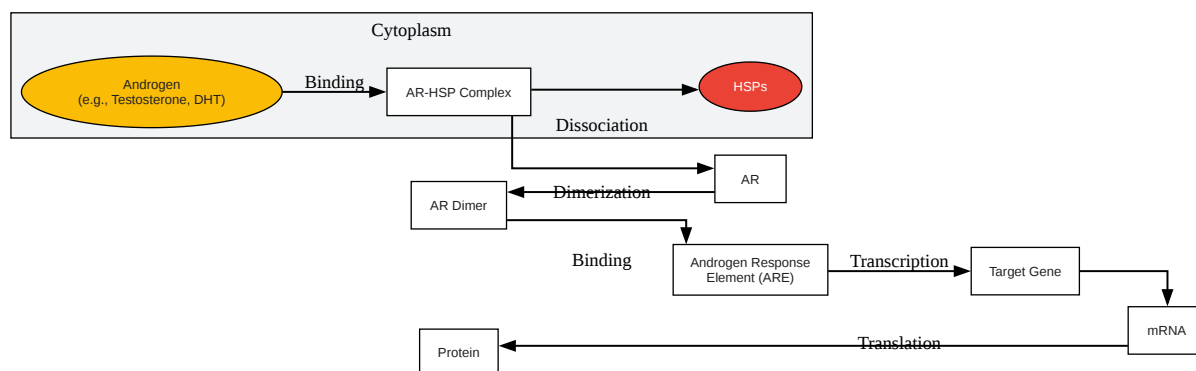 Cytoplasm
Androgen
(e.g., Testosterone, DHT)
Binding
AR-HSP Complex
HSPs
Dissociation
AR
Dimerization
AR Dimer
Binding
Androgen Response
Element (ARE)
Transcription
Target Gene
mRNA
Translation
Protein